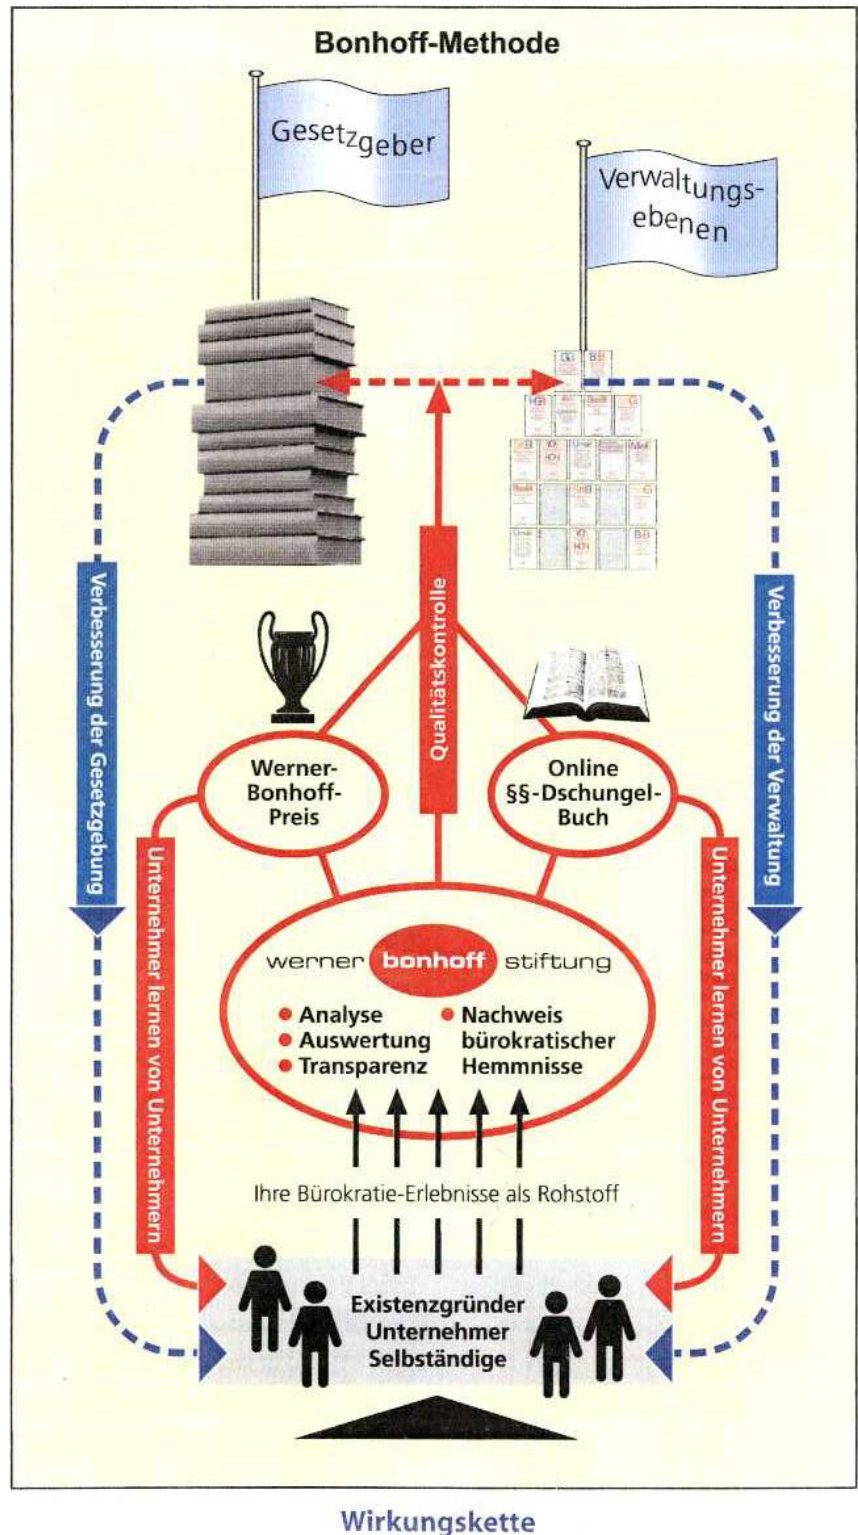 Bonhoff-Methode
Gesetzgeber
Verwaltungs-
ebenen
Verbesserung der Gesetzgebung
Qualitätskontrolle
Verbesserung der Verwaltung
Werner-
Bonhoff-
Preis
Online
§§-Dschungel-
Buch
Unternehmer lernen von Unternehmern
Unternehmer lernen von Unternehmern
werner bonhoff stiftung
Analyse
Auswertung
Transparenz
Nachweis
bürokratischer
Hemmnisse
Ihre Bürokratie-Erlebnisse als Rohstoff
Existenzgründer
Unternehmer
Selbständige
Wirkungskette